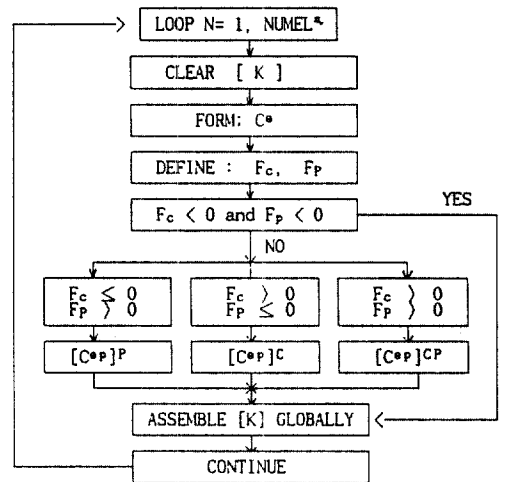 LOOP N= 1, NUMEL*
CLEAR [ K ]
FORM: Cᵉ
DEFINE : Fc, Fp
Fc < 0 and Fp < 0
YES
NO
Fc ≤ 0
Fp > 0
Fc > 0
Fp ≤ 0
Fc > 0
Fp > 0
[Cᵉᵖ]ᴾ
[Cᵉᵖ]ᶜ
[Cᵉᵖ]ᶜᴾ
ASSEMBLE [K] GLOBALLY
CONTINUE